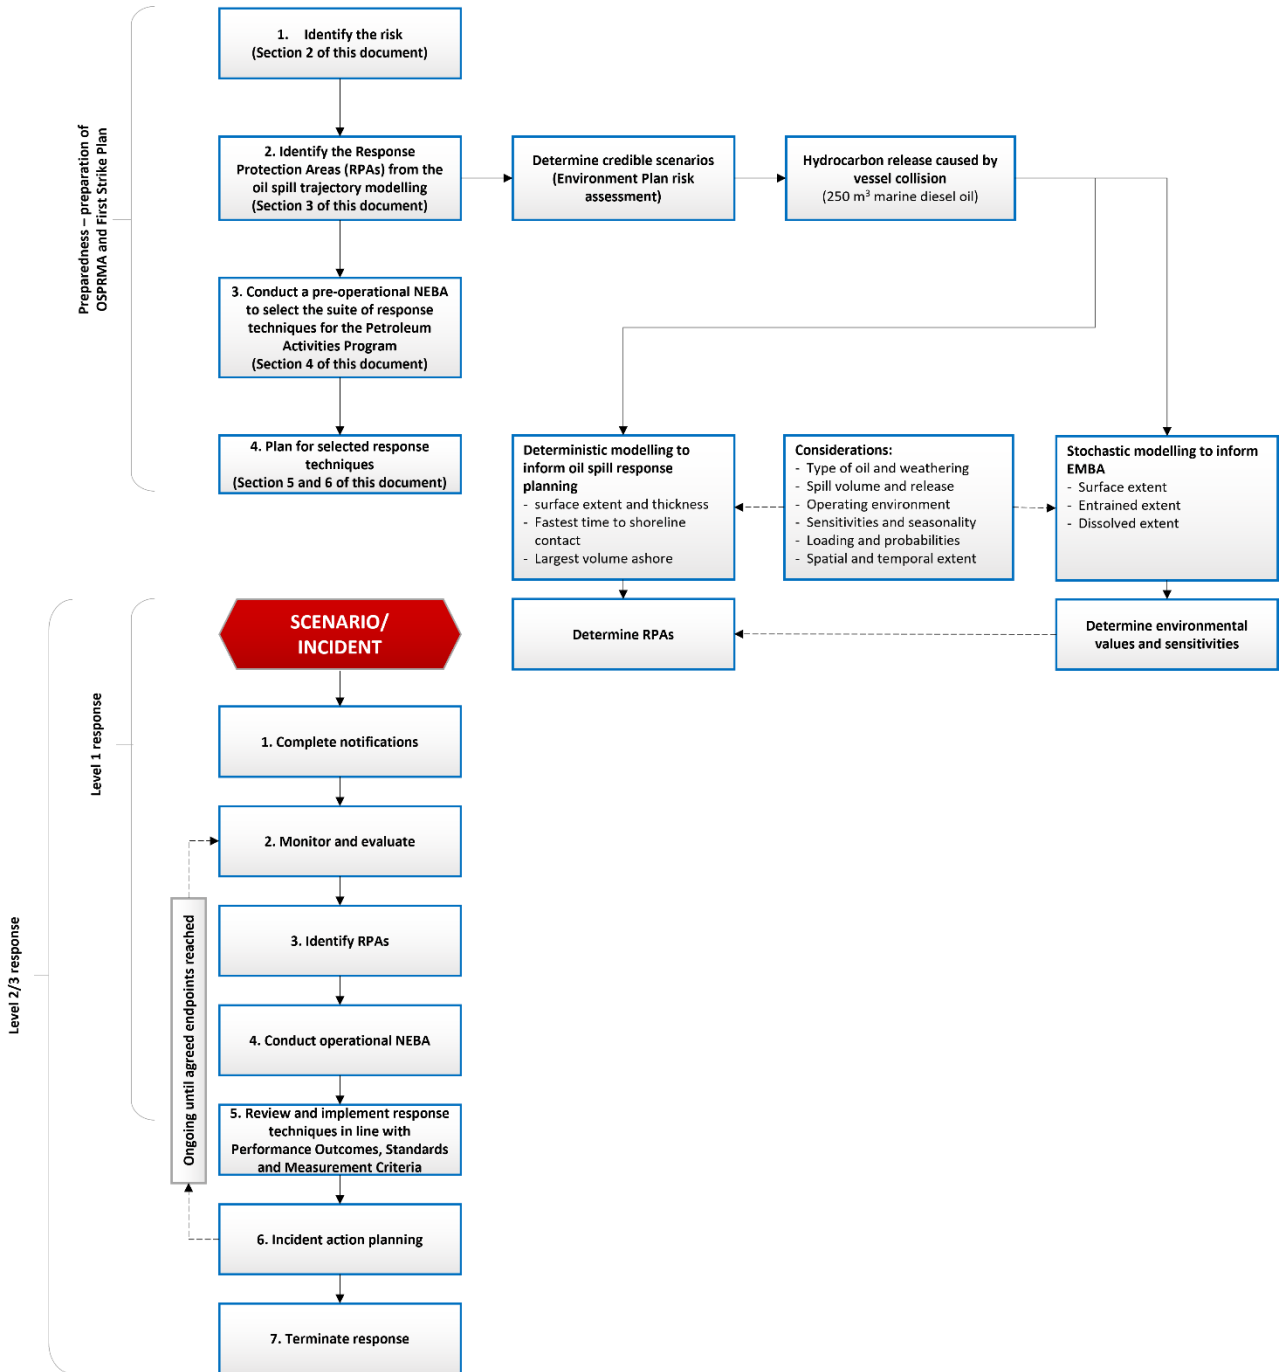 Preparedness – preparation of
OSPRMA and First Strike Plan
1. Identify the risk
(Section 2 of this document)
2. Identify the Response
Protection Areas (RPAs) from the
oil spill trajectory modelling
(Section 3 of this document)
Determine credible scenarios
(Environment Plan risk
assessment)
Hydrocarbon release caused by
vessel collision
(250 m³ marine diesel oil)
3. Conduct a pre-operational NEBA
to select the suite of response
techniques for the Petroleum
Activities Program
(Section 4 of this document)
4. Plan for selected response
techniques
(Section 5 and 6 of this document)
Deterministic modelling to
inform oil spill response
planning
- surface extent and thickness
- Fastest time to shoreline
contact
- Largest volume ashore
Considerations:
- Type of oil and weathering
- Spill volume and release
- Operating environment
- Sensitivities and seasonality
- Loading and probabilities
- Spatial and temporal extent
Stochastic modelling to inform
EMBA
- Surface extent
- Entrained extent
- Dissolved extent
Determine RPAs
Determine environmental
values and sensitivities
Level 2/3 response
Level 1 response
SCENARIO/
INCIDENT
1. Complete notifications
2. Monitor and evaluate
3. Identify RPAs
4. Conduct operational NEBA
5. Review and implement response
techniques in line with
Performance Outcomes, Standards
and Measurement Criteria
Ongoing until agreed endpoints reached
6. Incident action planning
7. Terminate response